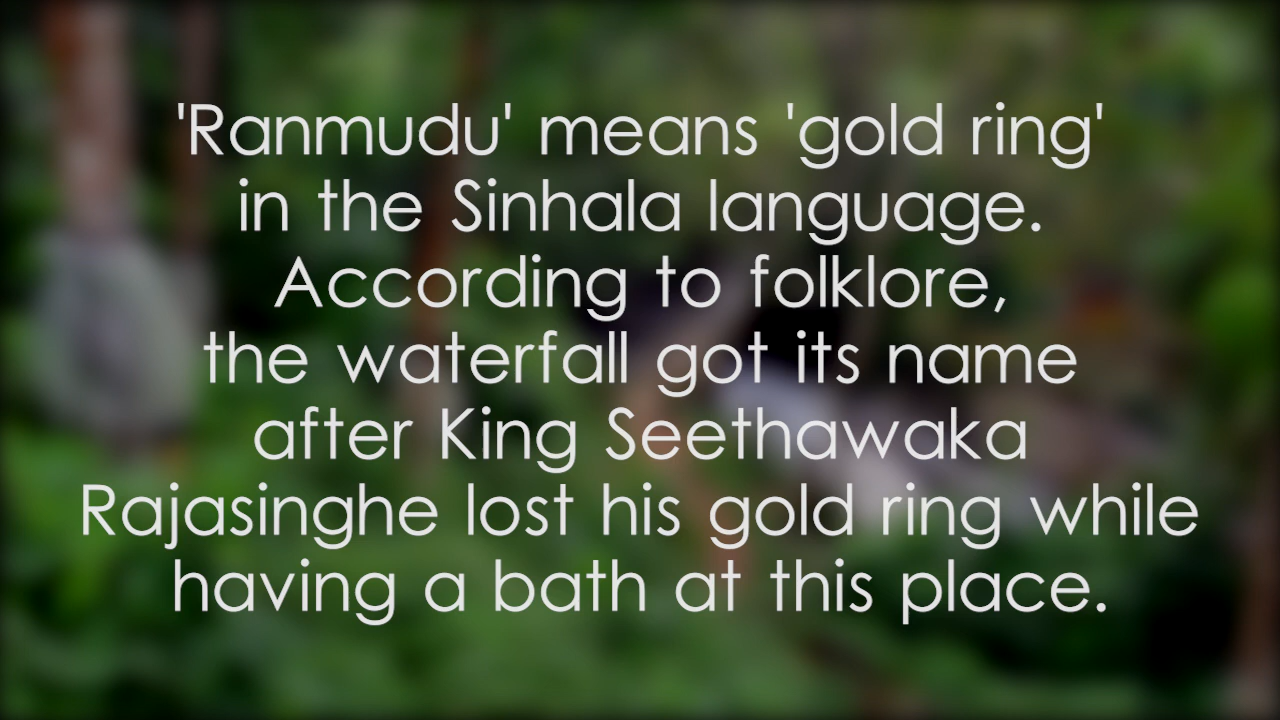 'Ranmudu' means 'gold ring'
in the Sinhala language.
According to folklore,
the waterfall got its name
after King Seethawaka
Rajasinghe lost his gold ring while
having a bath at this place.